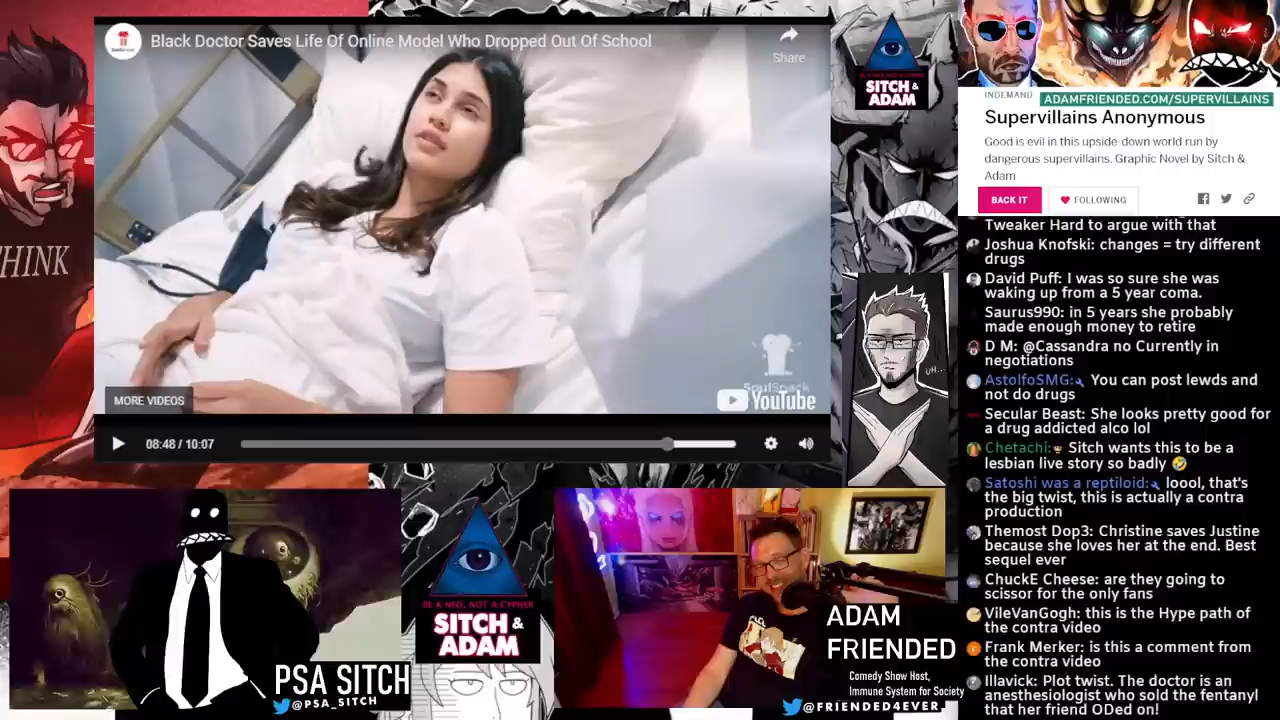 Black Doctor Saves Life Of Online Model Who Dropped Out Of School
Share
MORE VIDEOS
SoulSnack
YouTube
08:48 / 10:07
THINK
SITCH &
ADAM
UH...
INDEMAND
ADAMFRIENDED.COM/SUPERVILLAINS
Supervillains Anonymous
Good is evil in this upside-down world run by
dangerous supervillains. Graphic Novel by Sitch &
Adam
BACK IT
FOLLOWING
Tweaker Hard to argue with that
Joshua Knofski: changes = try different
drugs
David Puff: I was so sure she was
waking up from a 5 year coma.
Saurus990: in 5 years she probably
made enough money to retire
D M: @Cassandra no Currently in
negotiations
AstolfoSMG: You can post lewds and
not do drugs
Secular Beast: She looks pretty good for
a drug addicted alco lol
Chetachi: Sitch wants this to be a
lesbian live story so badly 🤣
Satoshi was a reptiloid: loool, that's
the big twist, this is actually a contra
production
Themost Dop3: Christine saves Justine
because she loves her at the end. Best
sequel ever
ChuckE Cheese: are they going to
scissor for the only fans
VileVanGogh: this is the Hype path of
the contra video
Frank Merker: is this a comment from
the contra video
Illavick: Plot twist. The doctor is an
anesthesiologist who sold the fentanyl
that her friend ODed on!
PSA SITCH
@PSA_SITCH
BE A NEO, NOT A CYPHER
SITCH &
ADAM
ADAM
FRIENDED
Comedy Show Host,
Immune System for Society
@FRIENDED4EVER